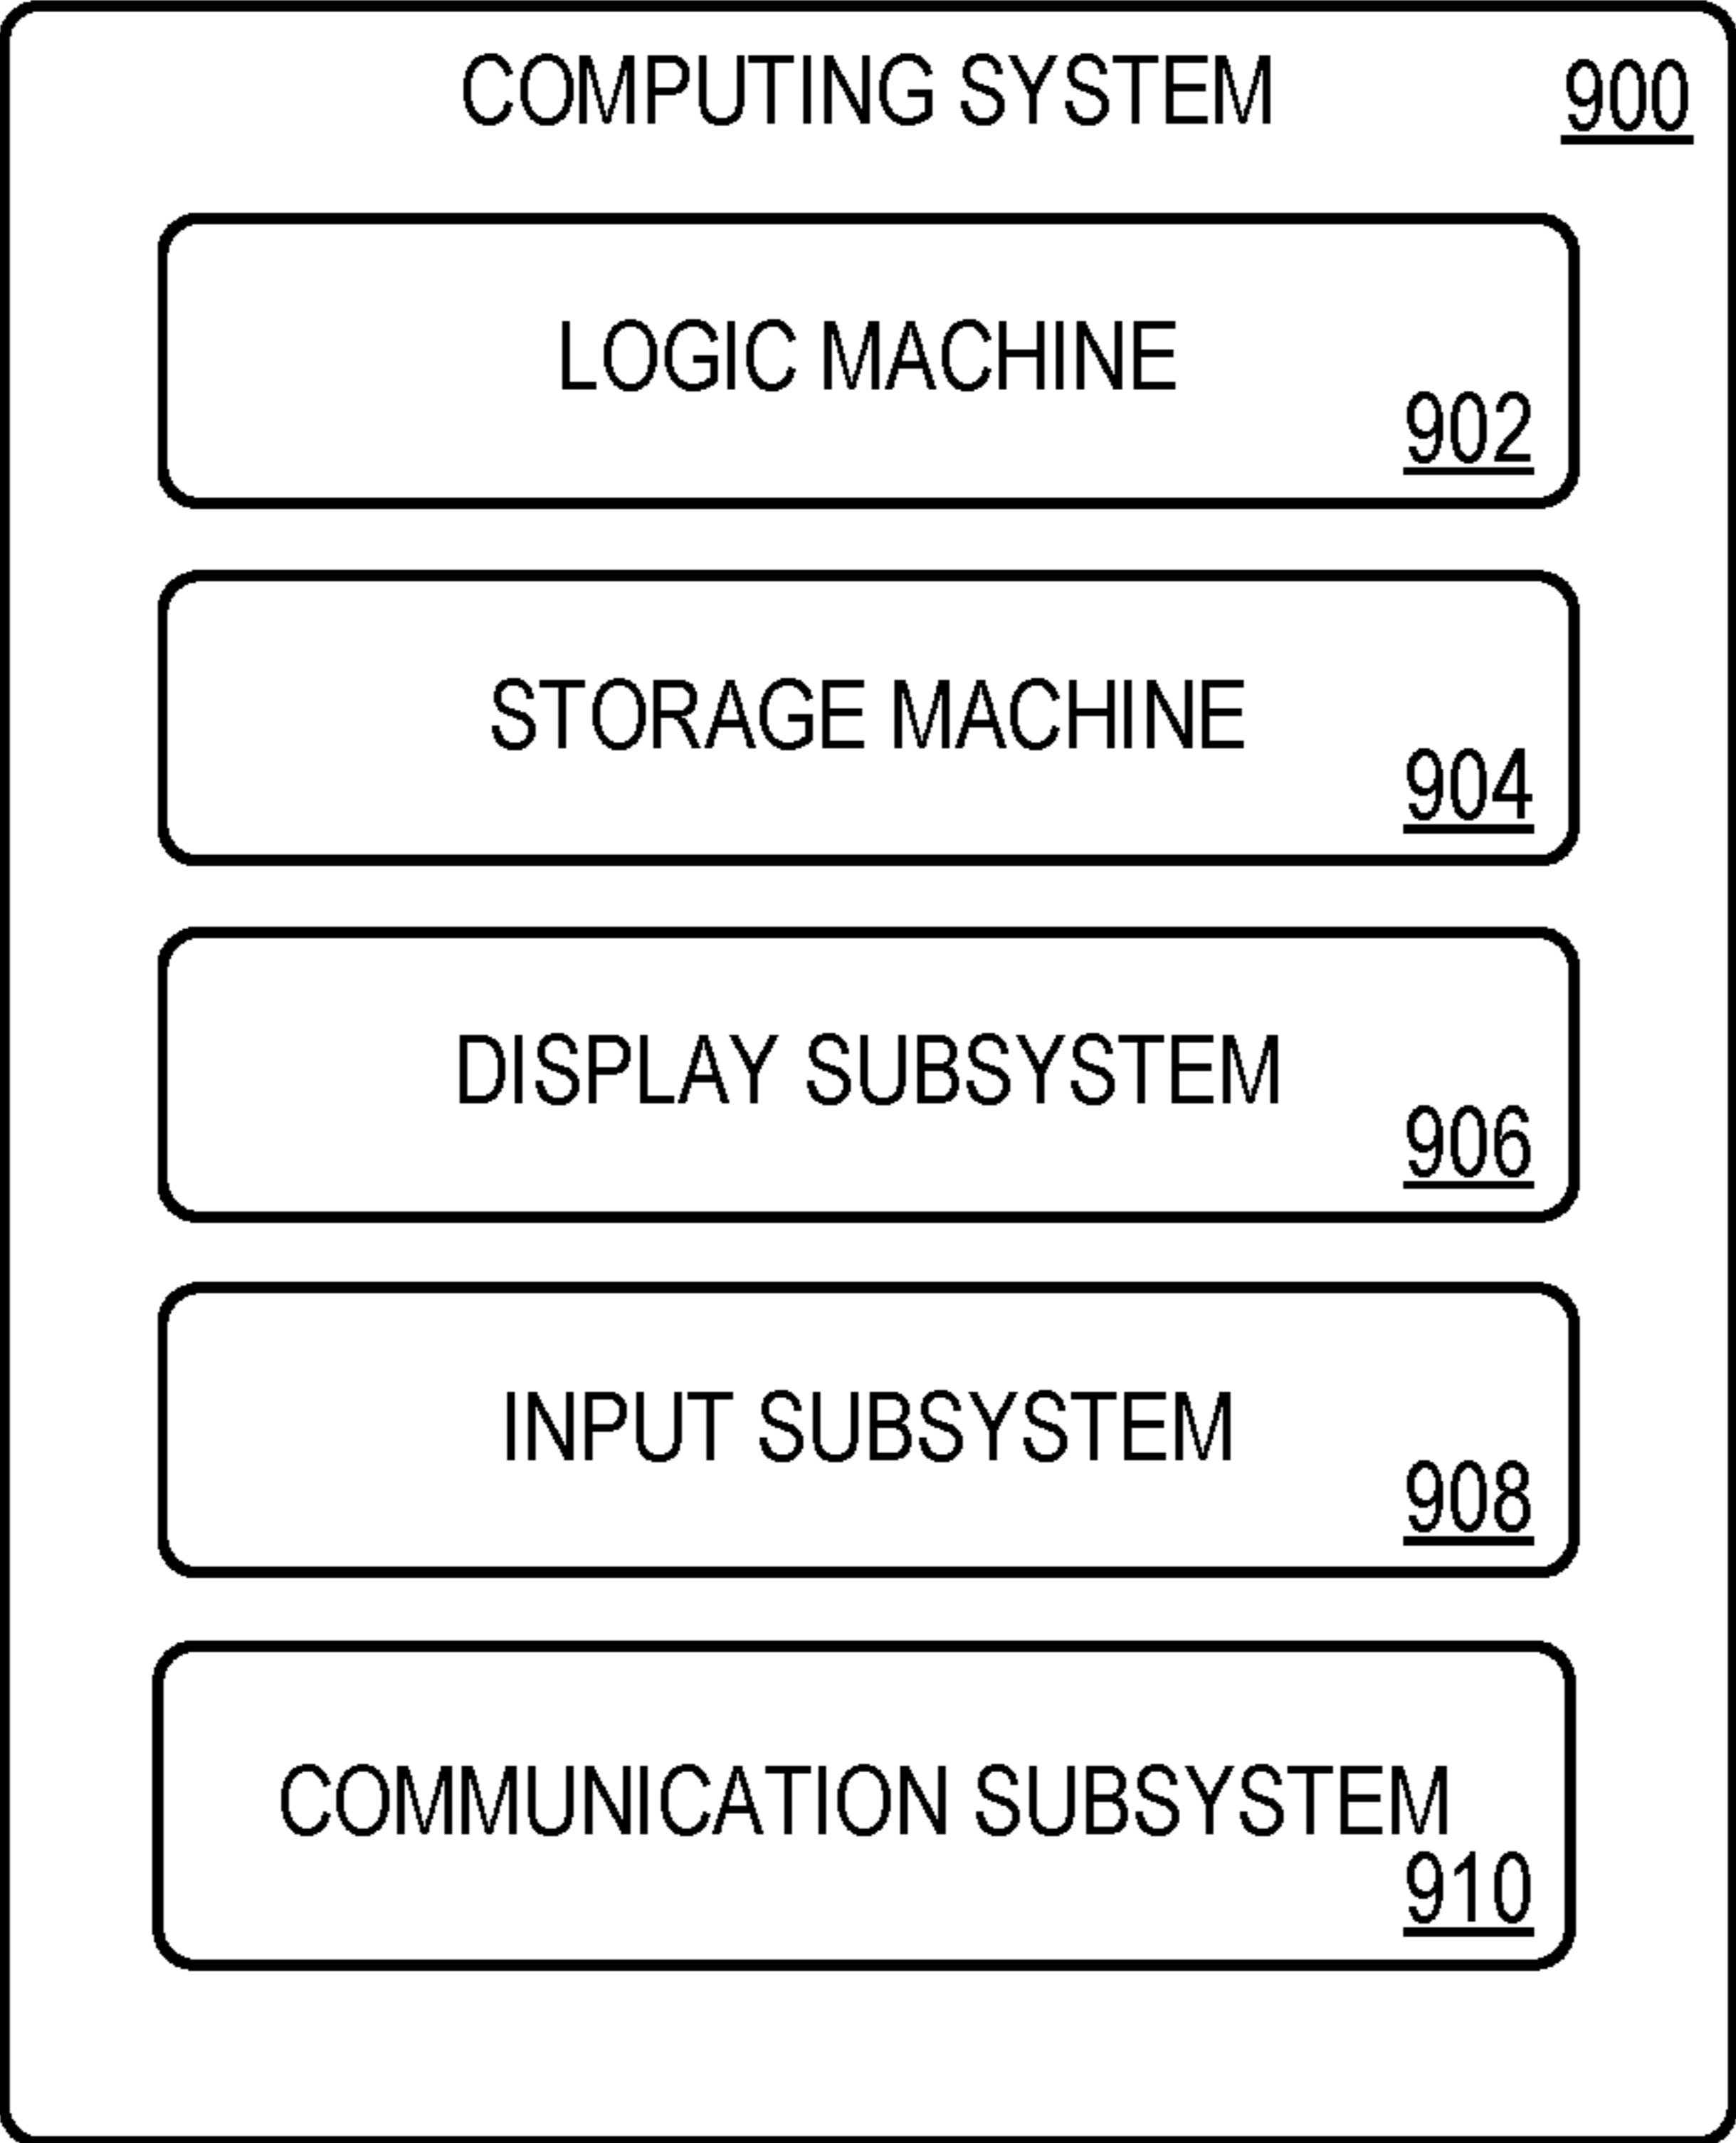 COMPUTING SYSTEM 900
LOGIC MACHINE
902
STORAGE MACHINE
904
DISPLAY SUBSYSTEM
906
INPUT SUBSYSTEM
908
COMMUNICATION SUBSYSTEM
910